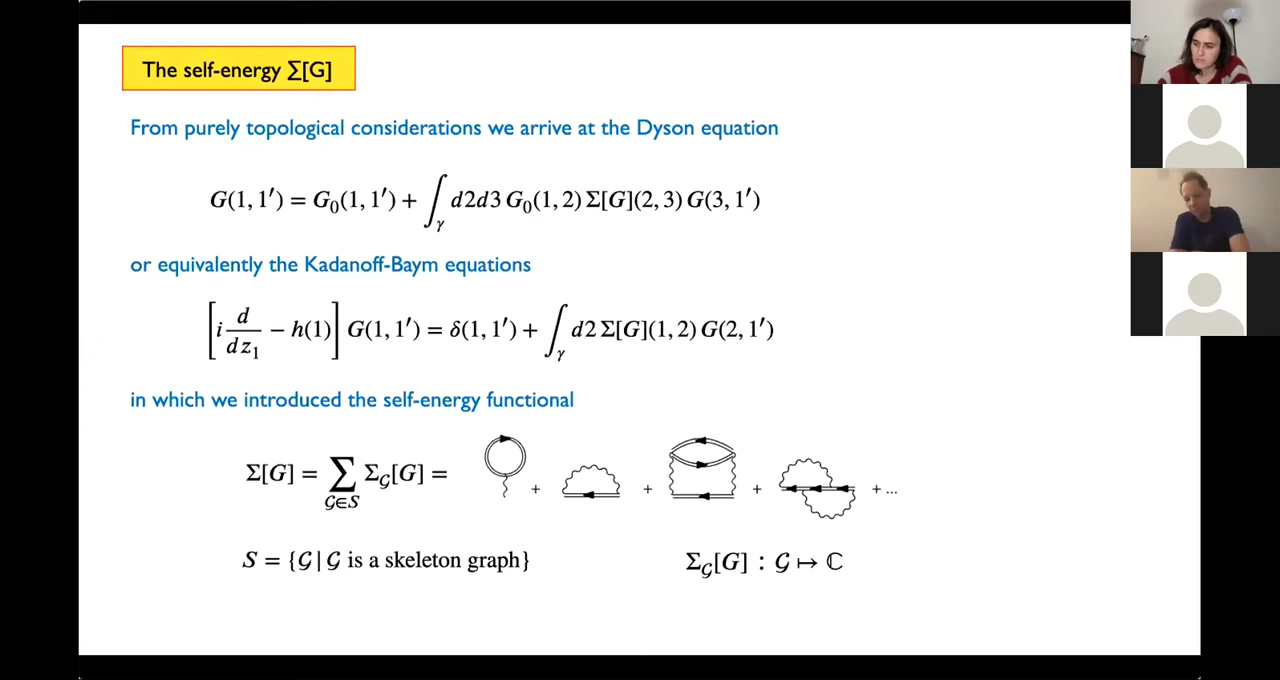 The self-energy Σ[G]
From purely topological considerations we arrive at the Dyson equation
G(1, 1′) = G₀(1, 1′) + ∫_γ d2d3 G₀(1, 2) Σ[G](2, 3) G(3, 1′)
or equivalently the Kadanoff-Baym equations
[i d/dz₁ − h(1)] G(1, 1′) = δ(1, 1′) + ∫_γ d2 Σ[G](1, 2) G(2, 1′)
in which we introduced the self-energy functional
Σ[G] = ∑_{𝒢∈S} Σ_𝒢[G] = + + + + ...
S = {𝒢 | 𝒢 is a skeleton graph} Σ_𝒢[G] : 𝒢 ↦ ℂ